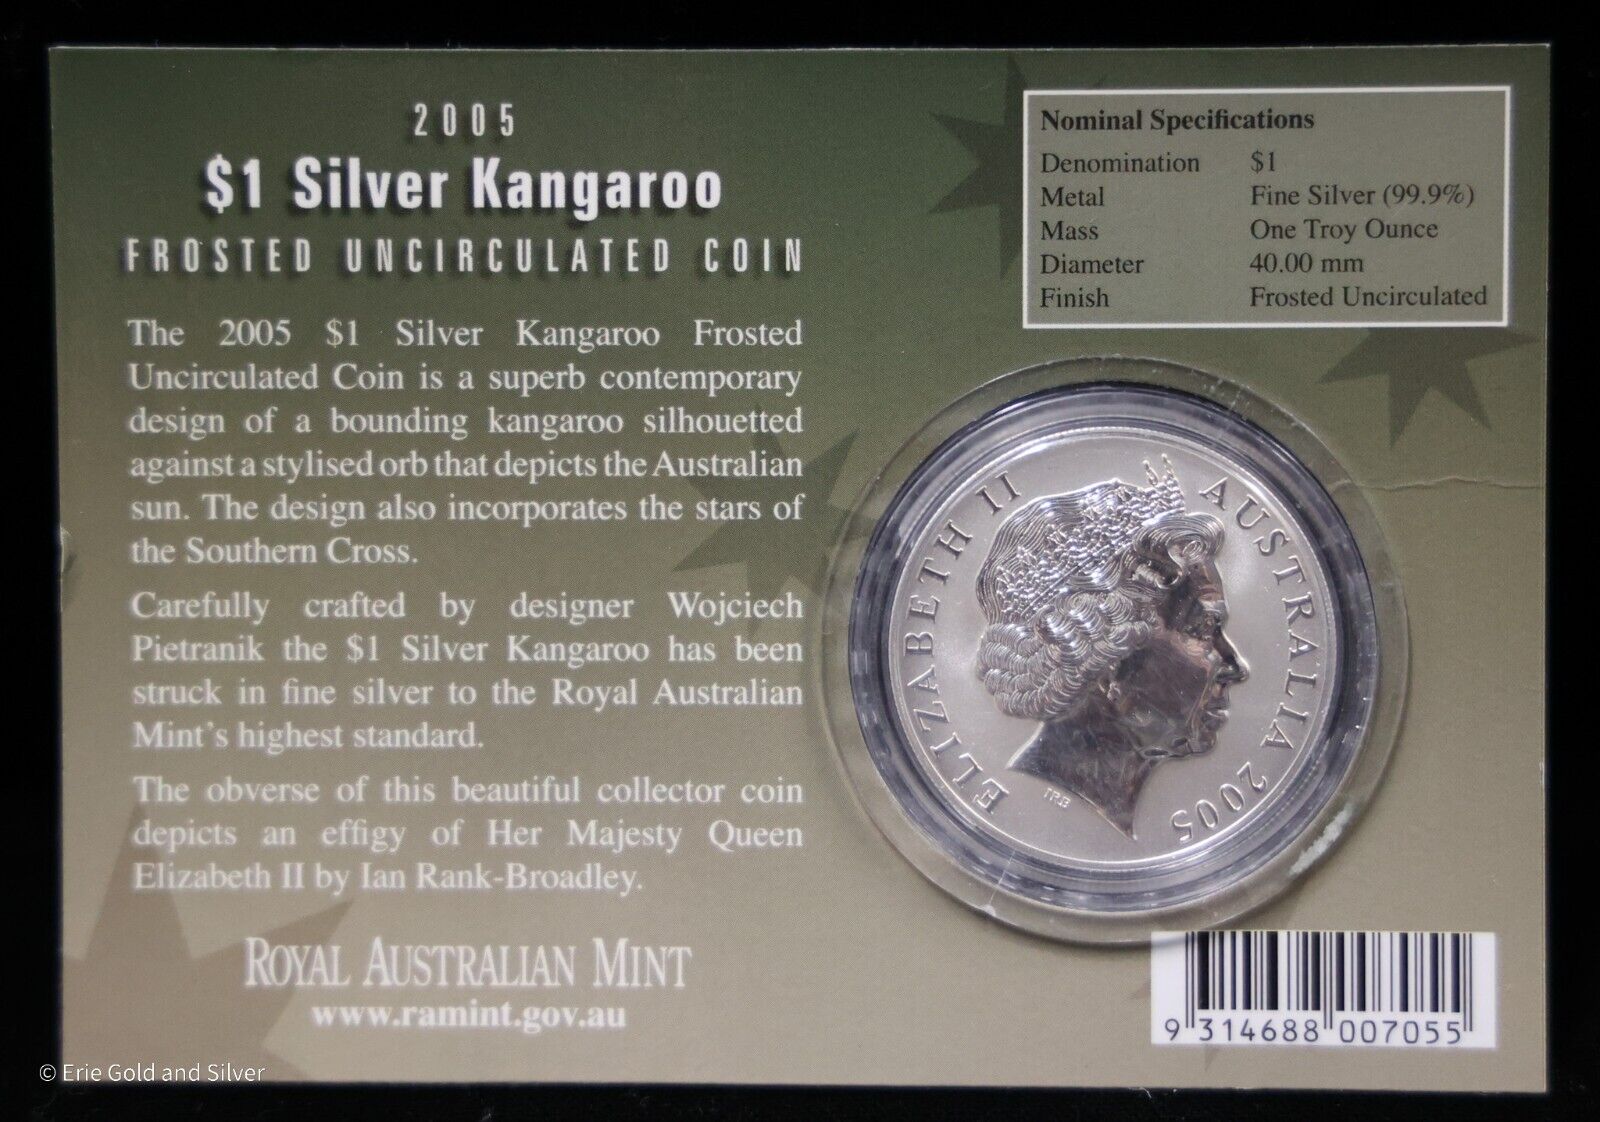 2005
$1 Silver Kangaroo
FROSTED UNCIRCULATED COIN
The 2005 $1 Silver Kangaroo Frosted
Uncirculated Coin is a superb contemporary
design of a bounding kangaroo silhouetted
against a stylised orb that depicts the Australian
sun. The design also incorporates the stars of
the Southern Cross.
Carefully crafted by designer Wojciech
Pietranik the $1 Silver Kangaroo has been
struck in fine silver to the Royal Australian
Mint's highest standard.
The obverse of this beautiful collector coin
depicts an effigy of Her Majesty Queen
Elizabeth II by Ian Rank-Broadley.
ROYAL AUSTRALIAN MINT
www.ramint.gov.au
Nominal Specifications
Denomination $1
Metal Fine Silver (99.9%)
Mass One Troy Ounce
Diameter 40.00 mm
Finish Frosted Uncirculated
ELIZABETH II
AUSTRALIA 2005
IRB
9 314688 007055
© Erie Gold and Silver